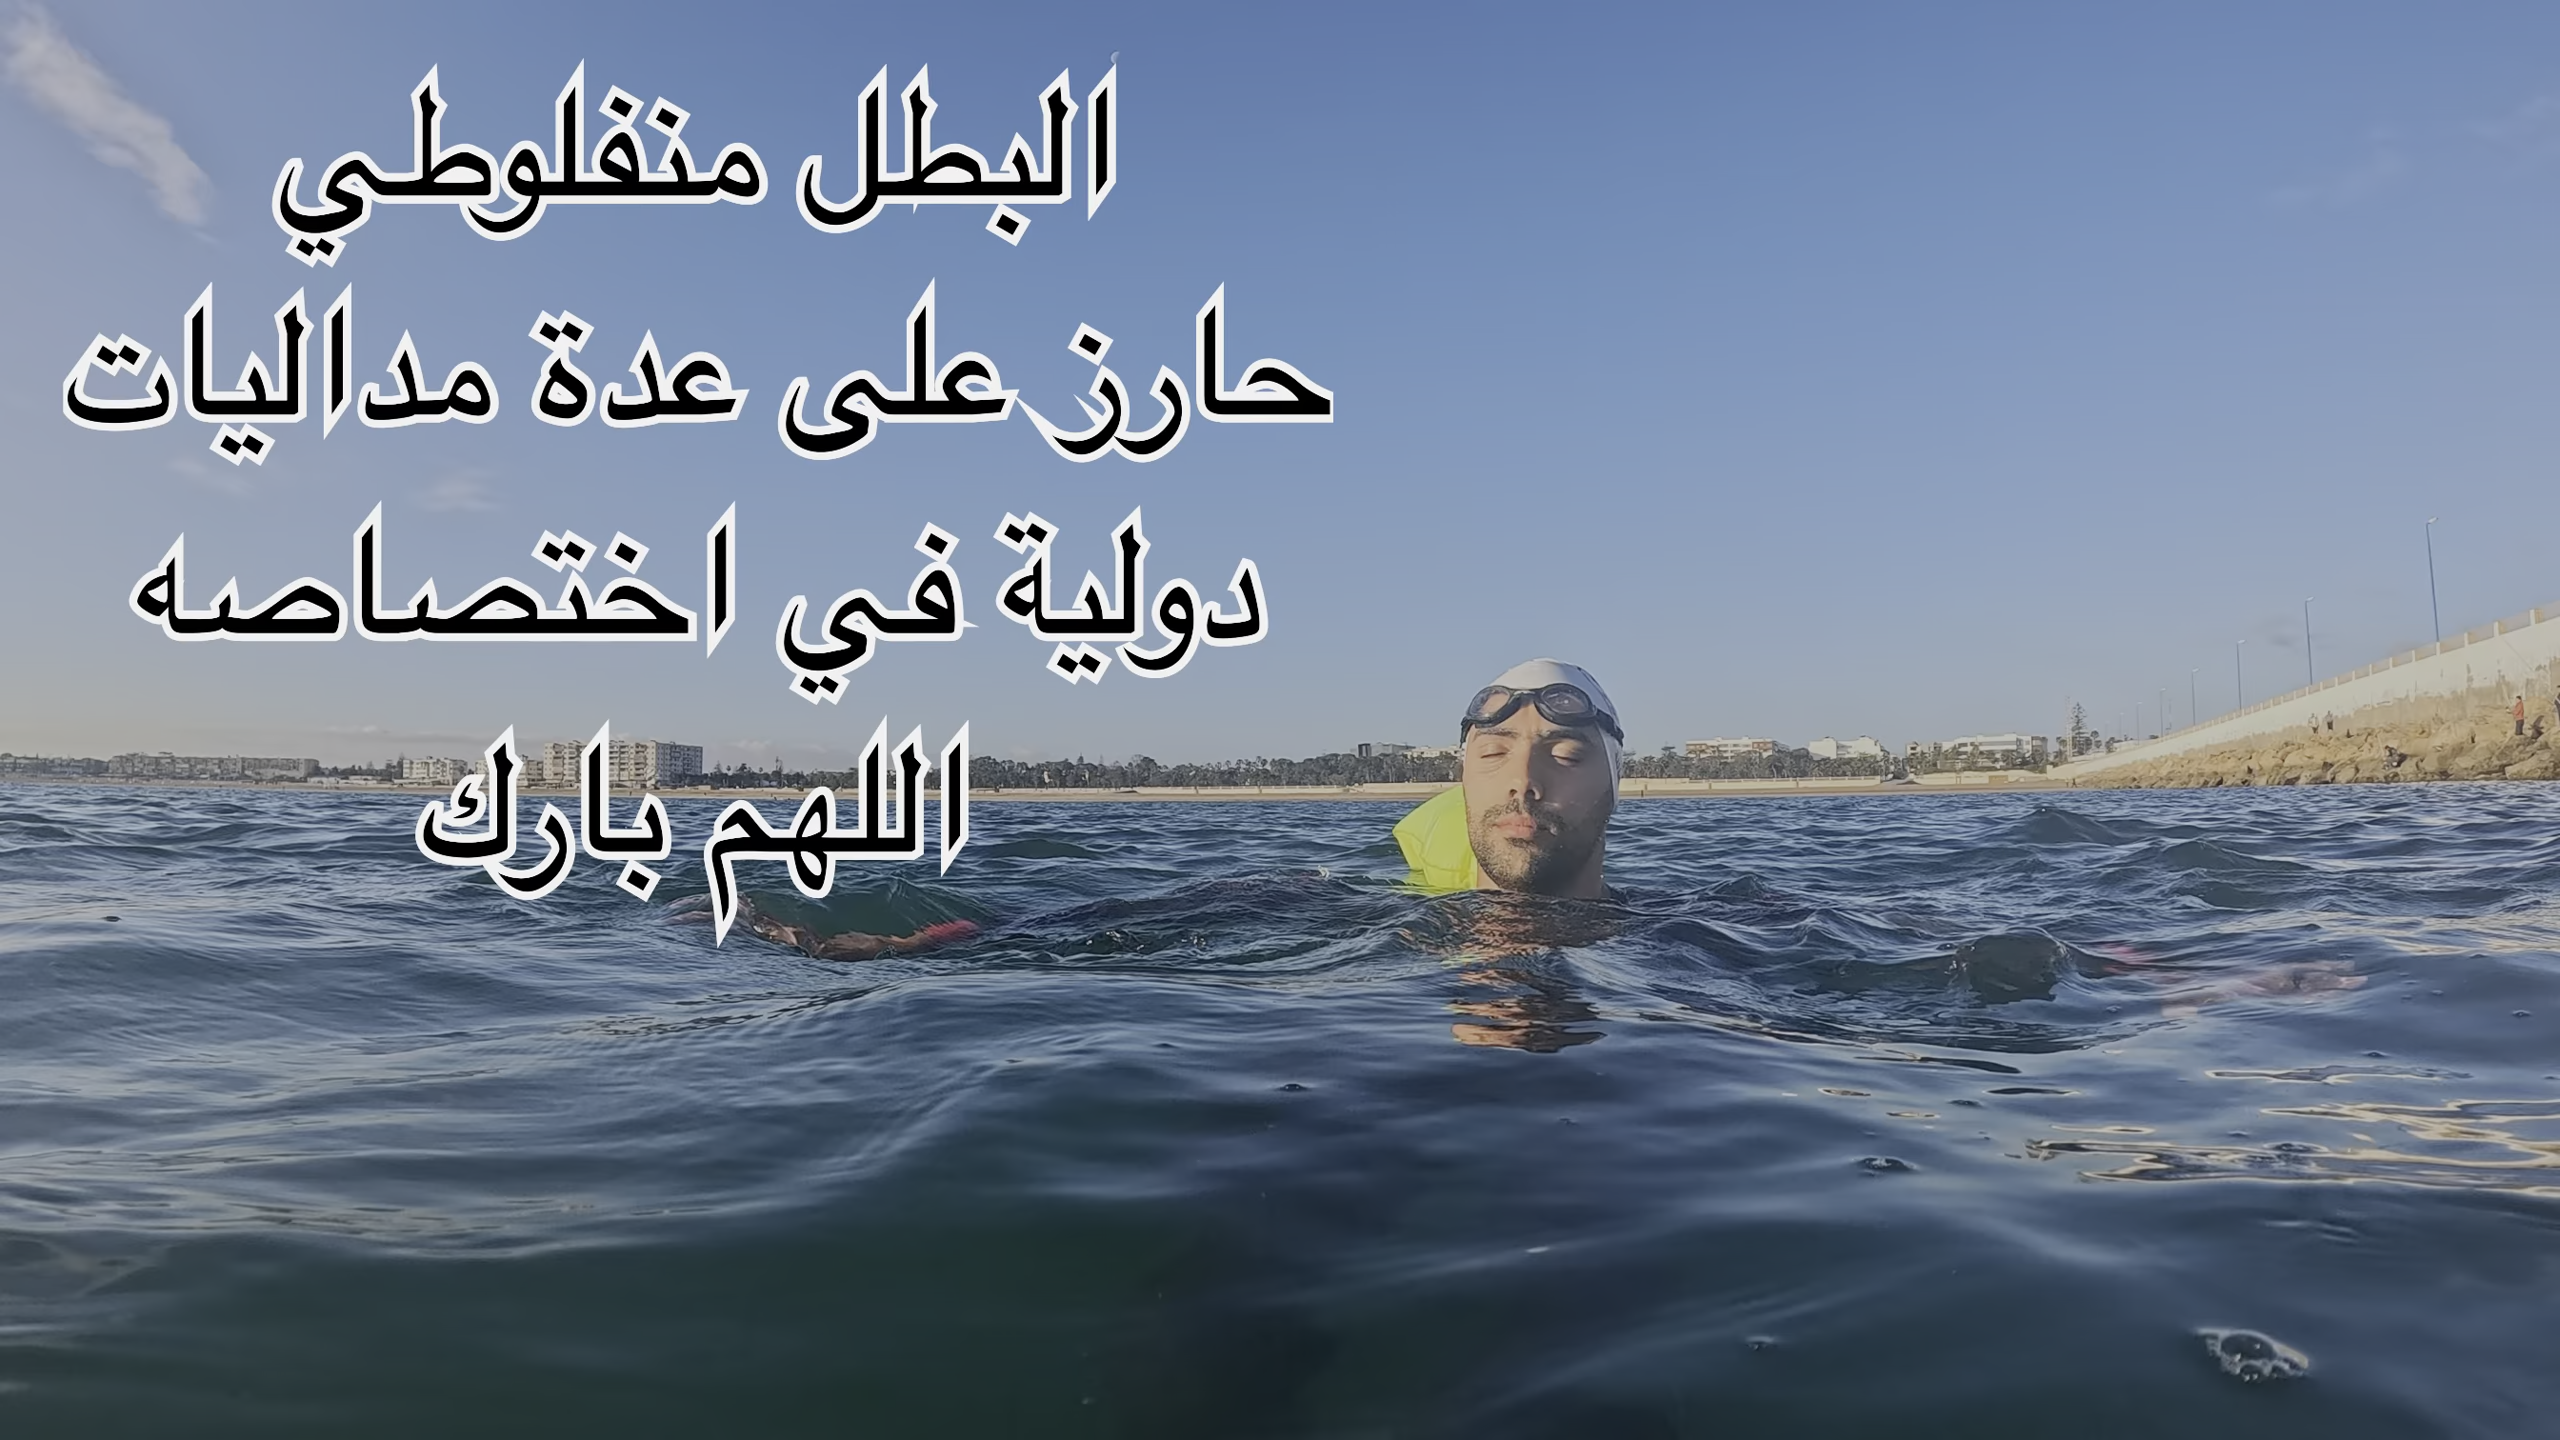 البطل منفلوطي
حارز على عدة مداليات
دولية في اختصاصه
اللهم بارك